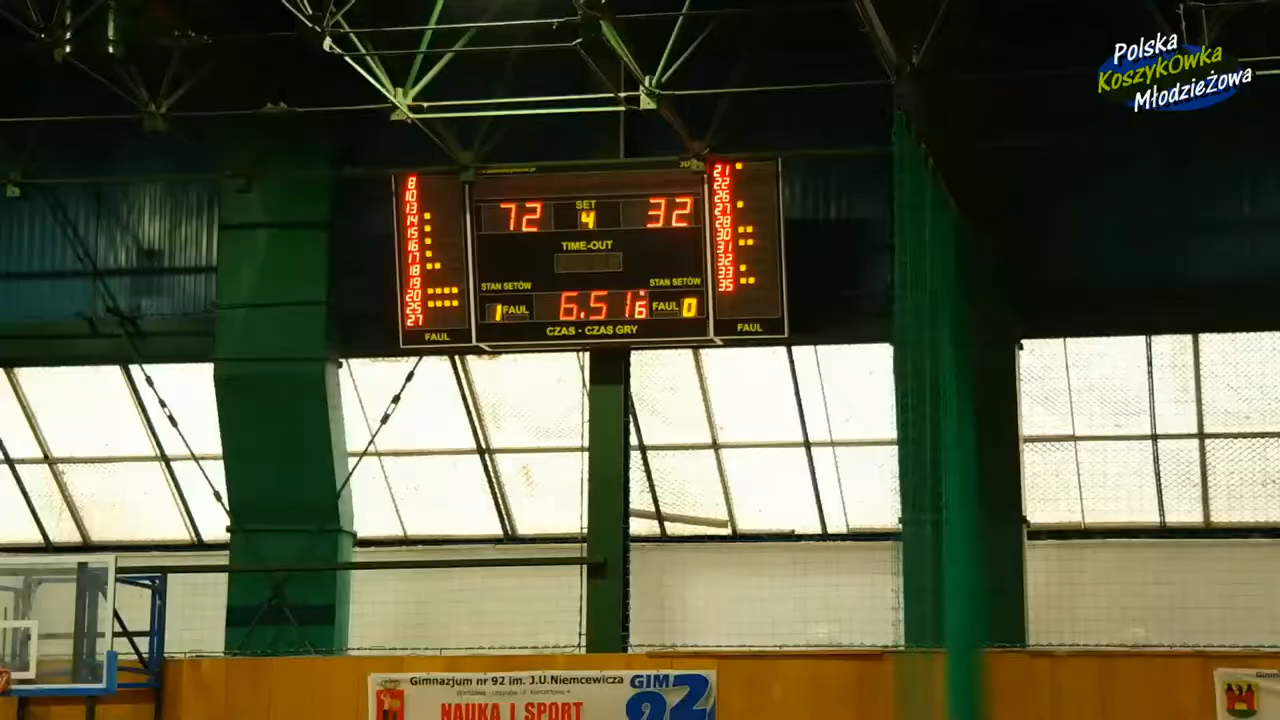 Polska
KoszykÓwka
MłodzieŻowa
8
10
13
14
15
16
17
18
19
20
25
27
FAUL
72
SET
4
32
TIME-OUT
STAN SETÓW
STAN SETÓW
1
FAUL
6.51
6
FAUL
0
CZAS - CZAS GRY
21
22
26
27
28
30
31
32
33
35
FAUL
Gimnazjum nr 92 im. J.U.Niemcewicza
NAUKA I SPORT
GIM
92